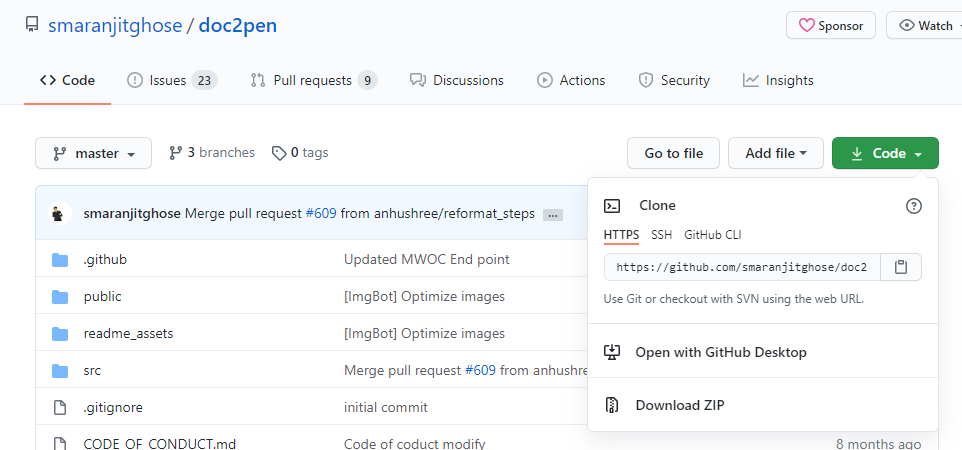 smaranjitghose / doc2pen
Sponsor
Watch
Code
Issues 23
Pull requests 9
Discussions
Actions
Security
Insights
master
3 branches
0 tags
Go to file
Add file
Code
smaranjitghose Merge pull request #609 from anhushree/reformat_steps ...
Clone
HTTPS SSH GitHub CLI
https://github.com/smaranjitghose/doc2
Use Git or checkout with SVN using the web URL.
Open with GitHub Desktop
Download ZIP
.github Updated MWOC End point
public [ImgBot] Optimize images
readme_assets [ImgBot] Optimize images
src Merge pull request #609 from anhushre
.gitignore initial commit
CODE_OF_CONDUCT.md Code of coduct modify 8 months ago